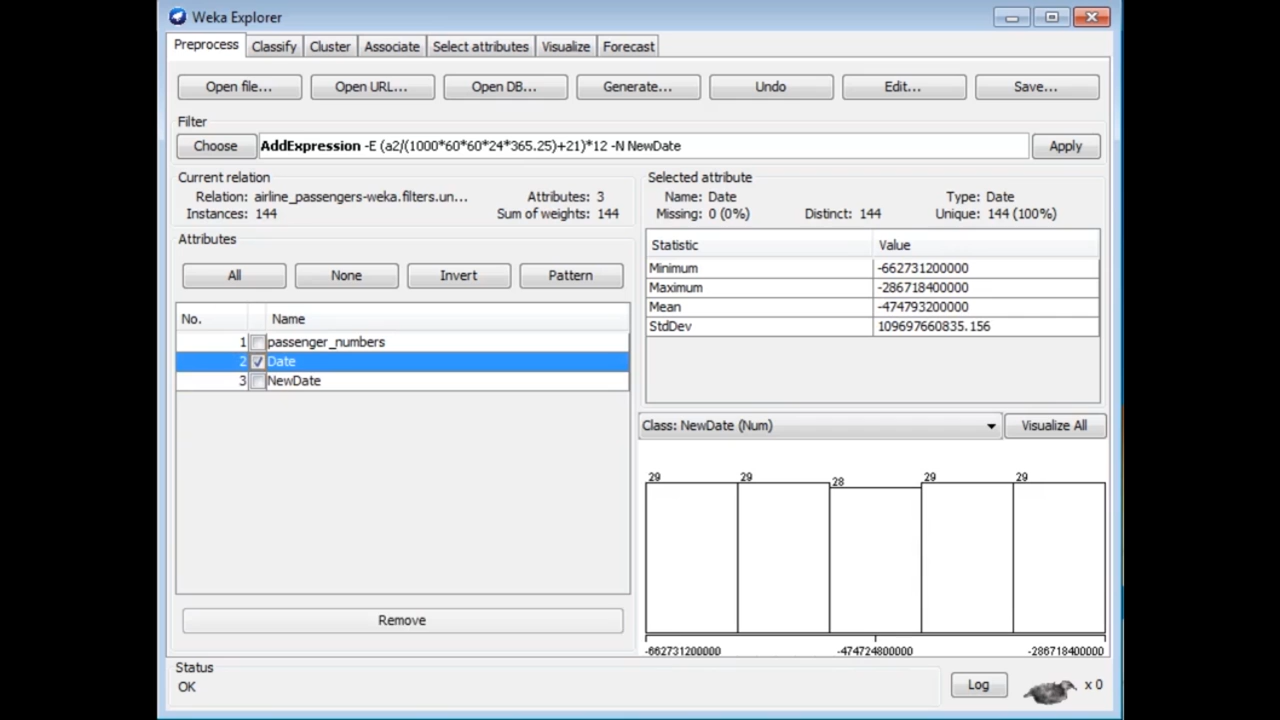 Weka Explorer
Preprocess Classify Cluster Associate Select attributes Visualize Forecast
Open file... Open URL... Open DB... Generate... Undo Edit... Save...
Filter
Choose AddExpression -E (a2/(1000*60*60*24*365.25)+21)*12 -N NewDate Apply
Current relation
Relation: airline_passengers-weka.filters.un... Attributes: 3
Instances: 144 Sum of weights: 144
Selected attribute
Name: Date Type: Date
Missing: 0 (0%) Distinct: 144 Unique: 144 (100%)
Attributes
All None Invert Pattern
No. Name
1 passenger_numbers
2 Date
3 NewDate
Remove
Statistic Value
Minimum -662731200000
Maximum -286718400000
Mean -474793200000
StdDev 109697660835.156
Class: NewDate (Num) Visualize All
29 29 28 29 29
-662731200000 -474724800000 -286718400000
Status
OK
Log x 0